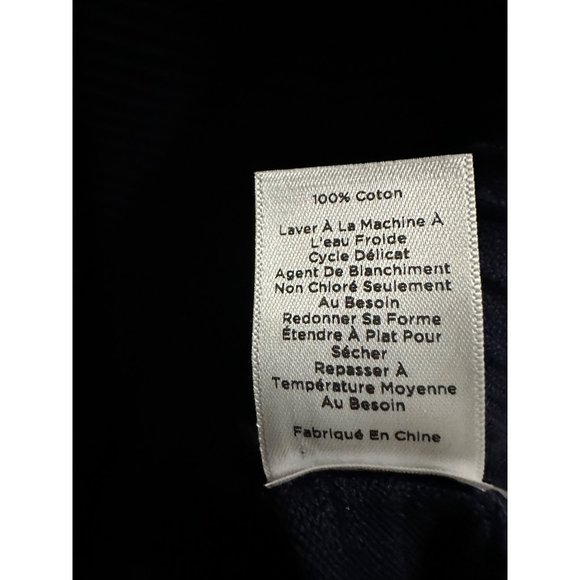 100% Coton
Laver À La Machine À
L'eau Froide
Cycle Délicat
Agent De Blanchiment
Non Chloré Seulement
Au Besoin
Redonner Sa Forme
Étendre À Plat Pour
Sécher
Repasser À
Température Moyenne
Au Besoin
Fabriqué En Chine